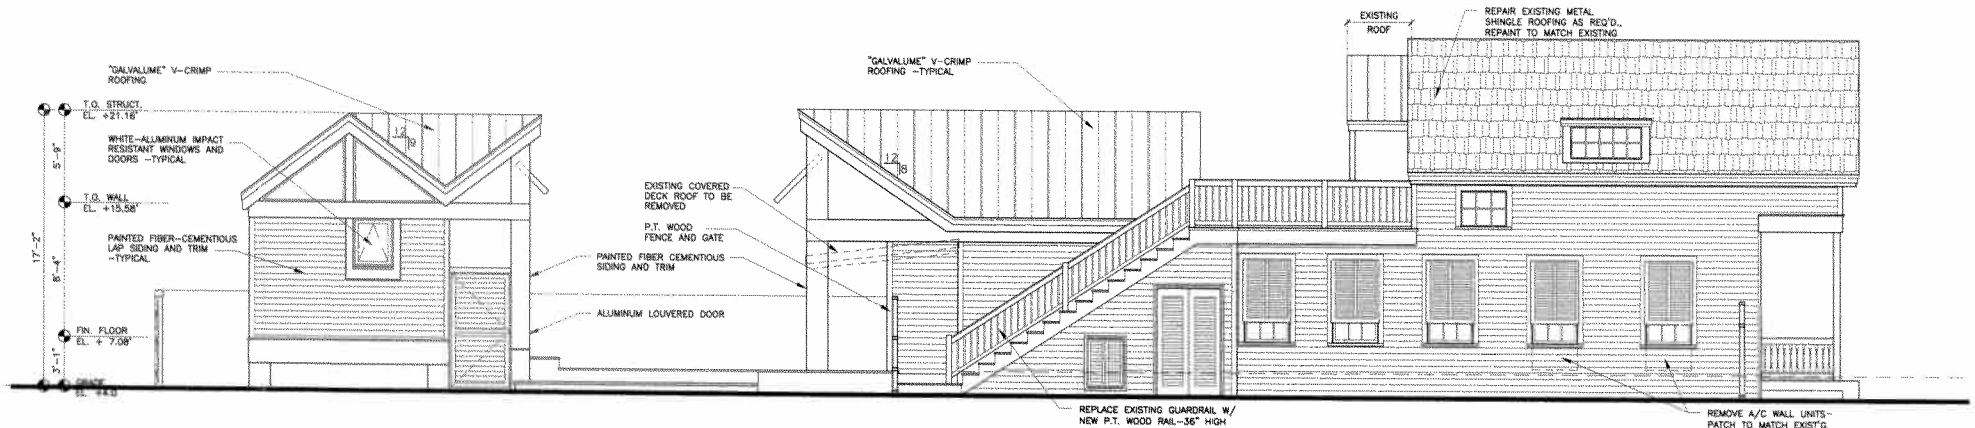 "GALVALUME" V-CRIMP
ROOFING
T.O. STRUCT.
EL. +21.16'
WHITE-ALUMINUM IMPACT
RESISTANT WINDOWS AND
DOORS -TYPICAL
T.O. WALL
EL. +15.58'
PAINTED FIBER-CEMENTIOUS
LAP SIDING AND TRIM
-TYPICAL
FIN. FLOOR
EL. + 7.08'
GRADE
EL. +4.0
17'-2"
5'-9"
8'-4"
3'-1"
12
9
"GALVALUME" V-CRIMP
ROOFING -TYPICAL
12
8
EXISTING COVERED
DECK ROOF TO BE
REMOVED
P.T. WOOD
FENCE AND GATE
PAINTED FIBER CEMENTIOUS
SIDING AND TRIM
ALUMINUM LOUVERED DOOR
EXISTING
ROOF
REPAIR EXISTING METAL
SHINGLE ROOFING AS REQ'D.,
REPAINT TO MATCH EXISTING
REPLACE EXISTING GUARDRAIL W/
NEW P.T. WOOD RAIL-36" HIGH
REMOVE A/C WALL UNITS-
PATCH TO MATCH EXIST'G.